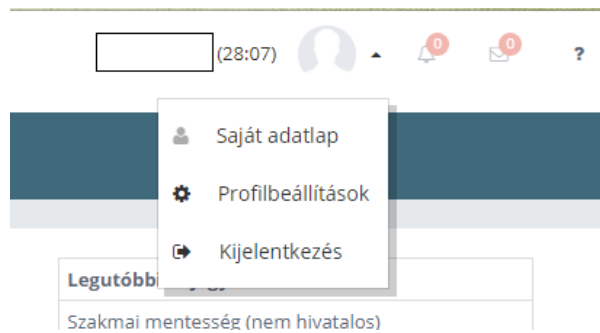 (28:07) 0 0 ?
Saját adatlap
Profilbeállítások
Kijelentkezés
Legutóbbi
Szakmai mentesség (nem hivatalos)